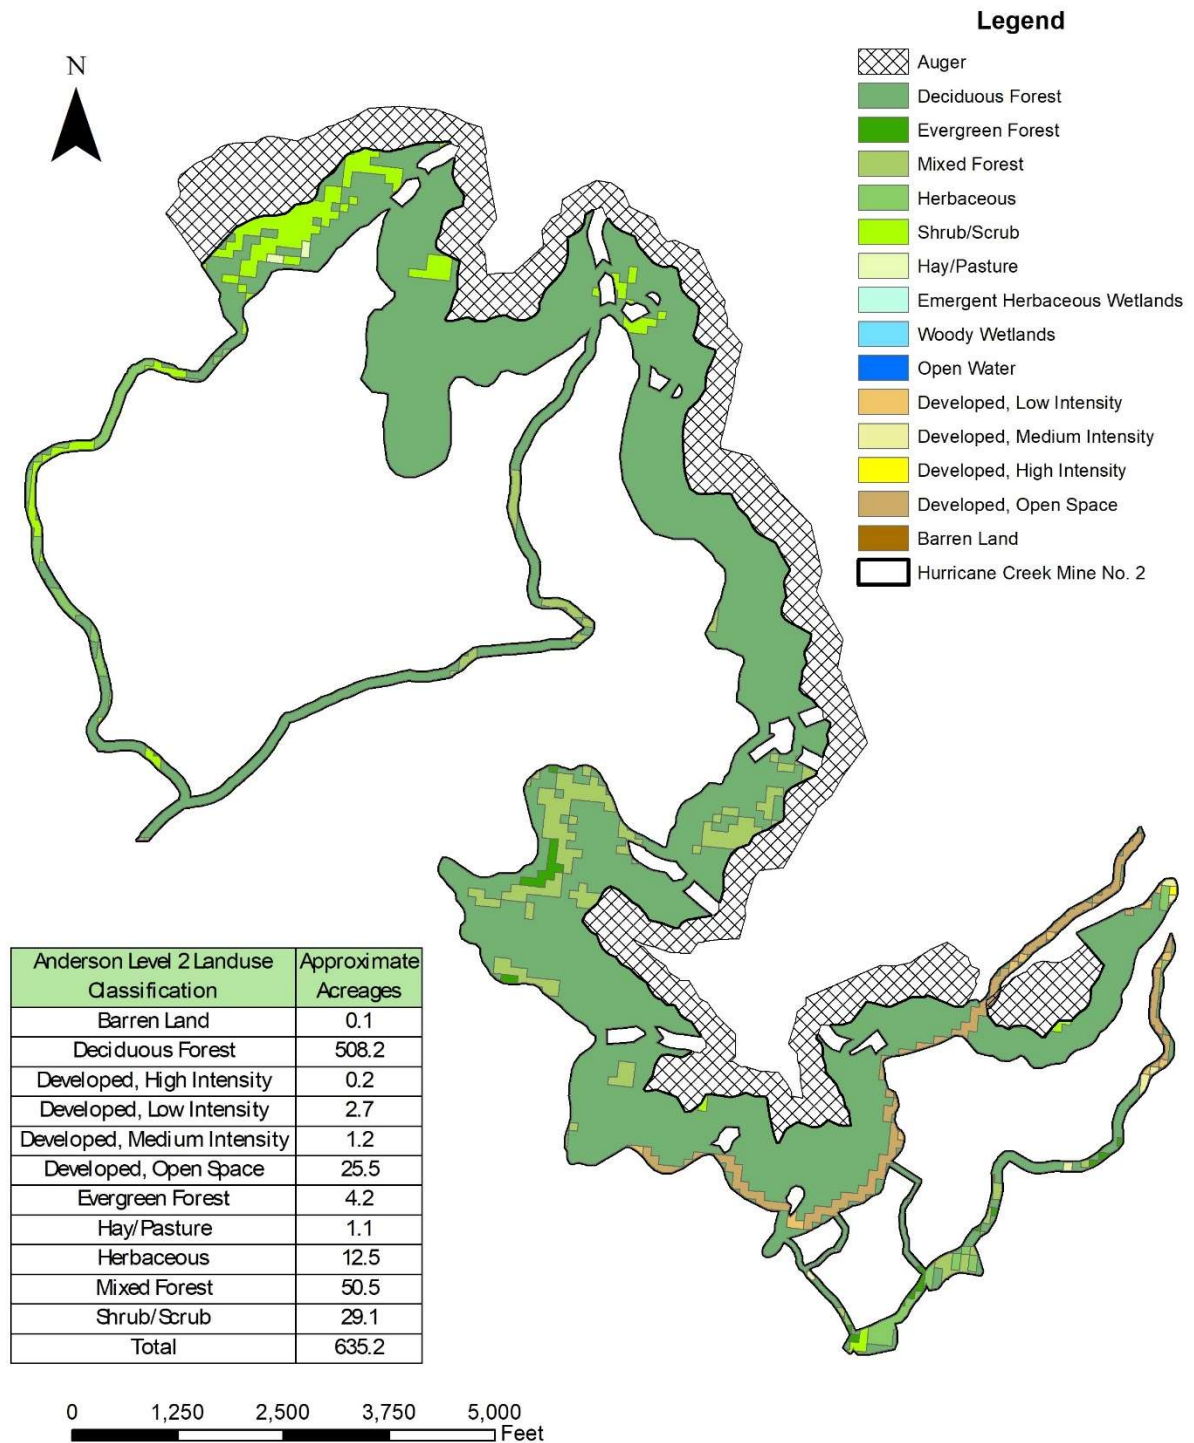 Legend
N
Auger
Deciduous Forest
Evergreen Forest
Mixed Forest
Herbaceous
Shrub/Scrub
Hay/Pasture
Emergent Herbaceous Wetlands
Woody Wetlands
Open Water
Developed, Low Intensity
Developed, Medium Intensity
Developed, High Intensity
Developed, Open Space
Barren Land
Hurricane Creek Mine No. 2
Anderson Level 2 Landuse Classification Approximate Acreages
Barren Land 0.1
Deciduous Forest 508.2
Developed, High Intensity 0.2
Developed, Low Intensity 2.7
Developed, Medium Intensity 1.2
Developed, Open Space 25.5
Evergreen Forest 4.2
Hay/Pasture 1.1
Herbaceous 12.5
Mixed Forest 50.5
Shrub/Scrub 29.1
Total 635.2
0 1,250 2,500 3,750 5,000
Feet